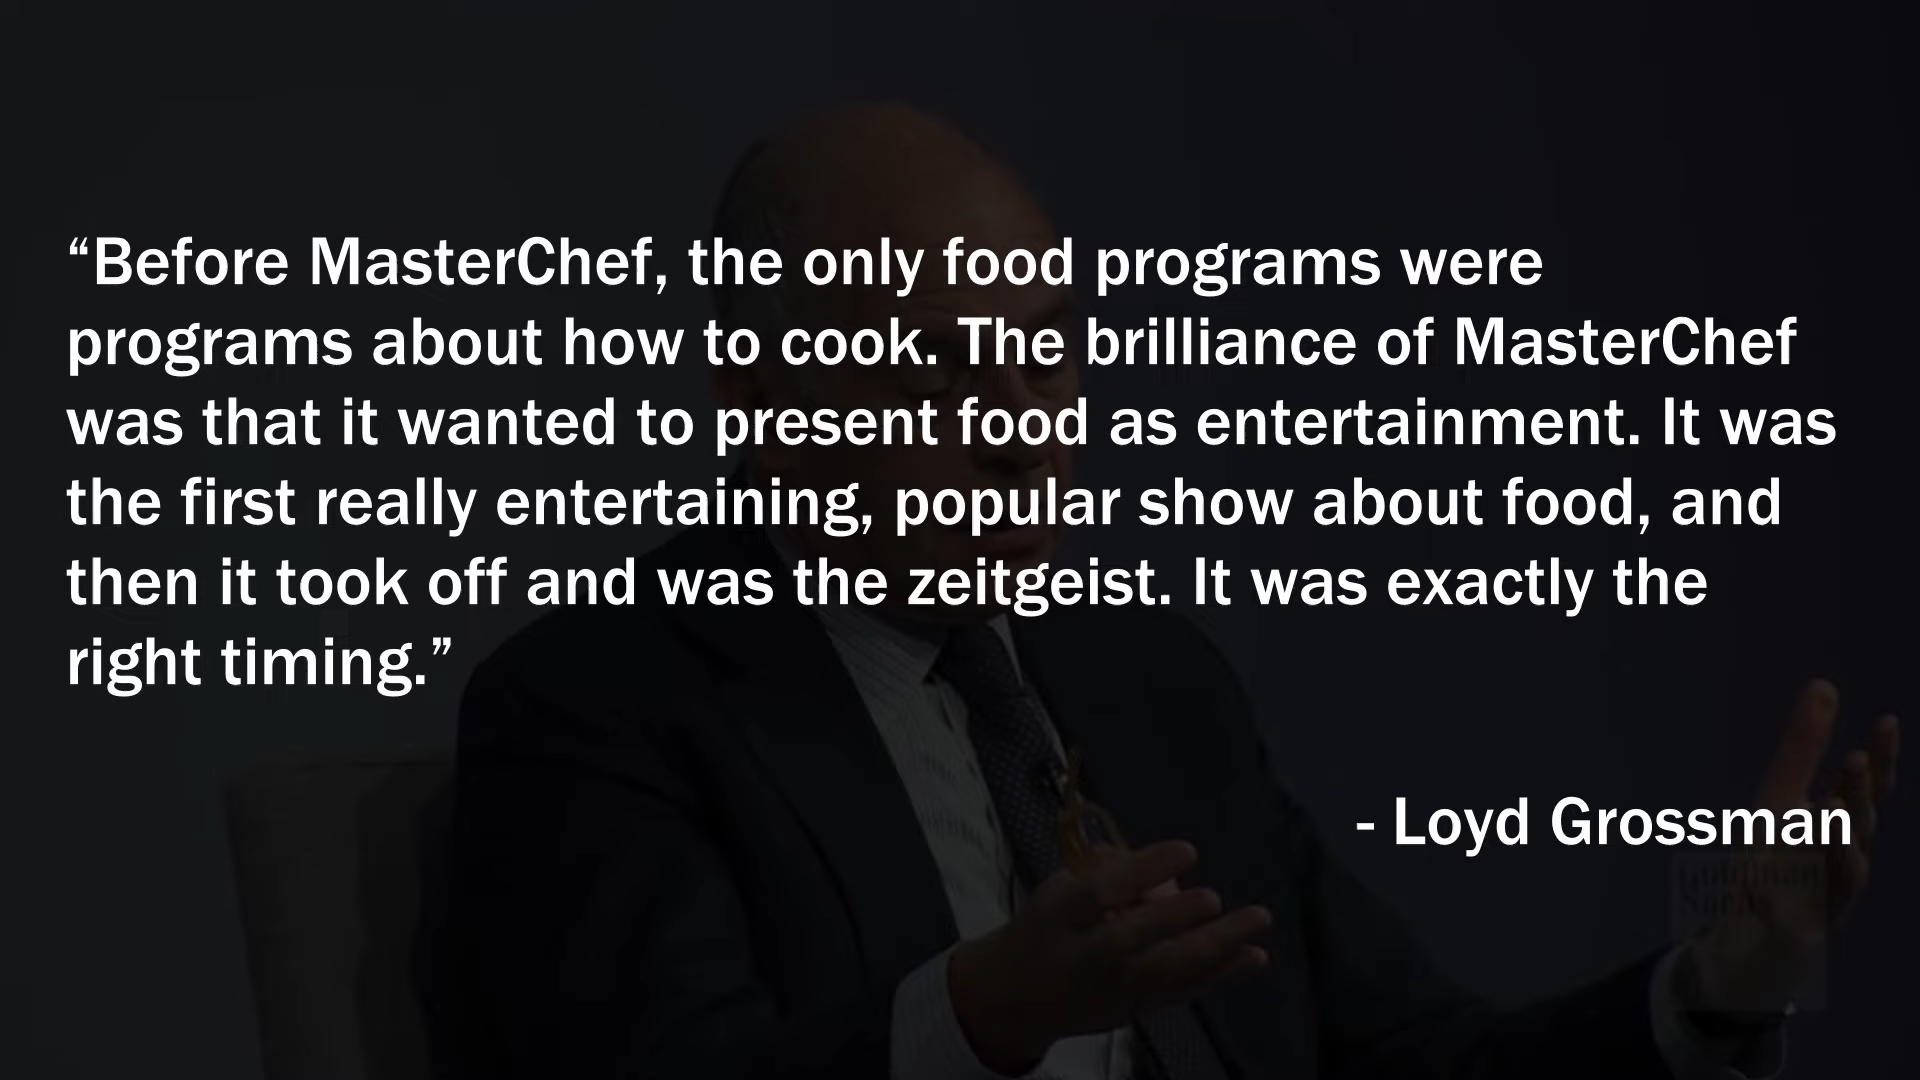 “Before MasterChef, the only food programs were
programs about how to cook. The brilliance of MasterChef
was that it wanted to present food as entertainment. It was
the first really entertaining, popular show about food, and
then it took off and was the zeitgeist. It was exactly the
right timing.”
- Loyd Grossman